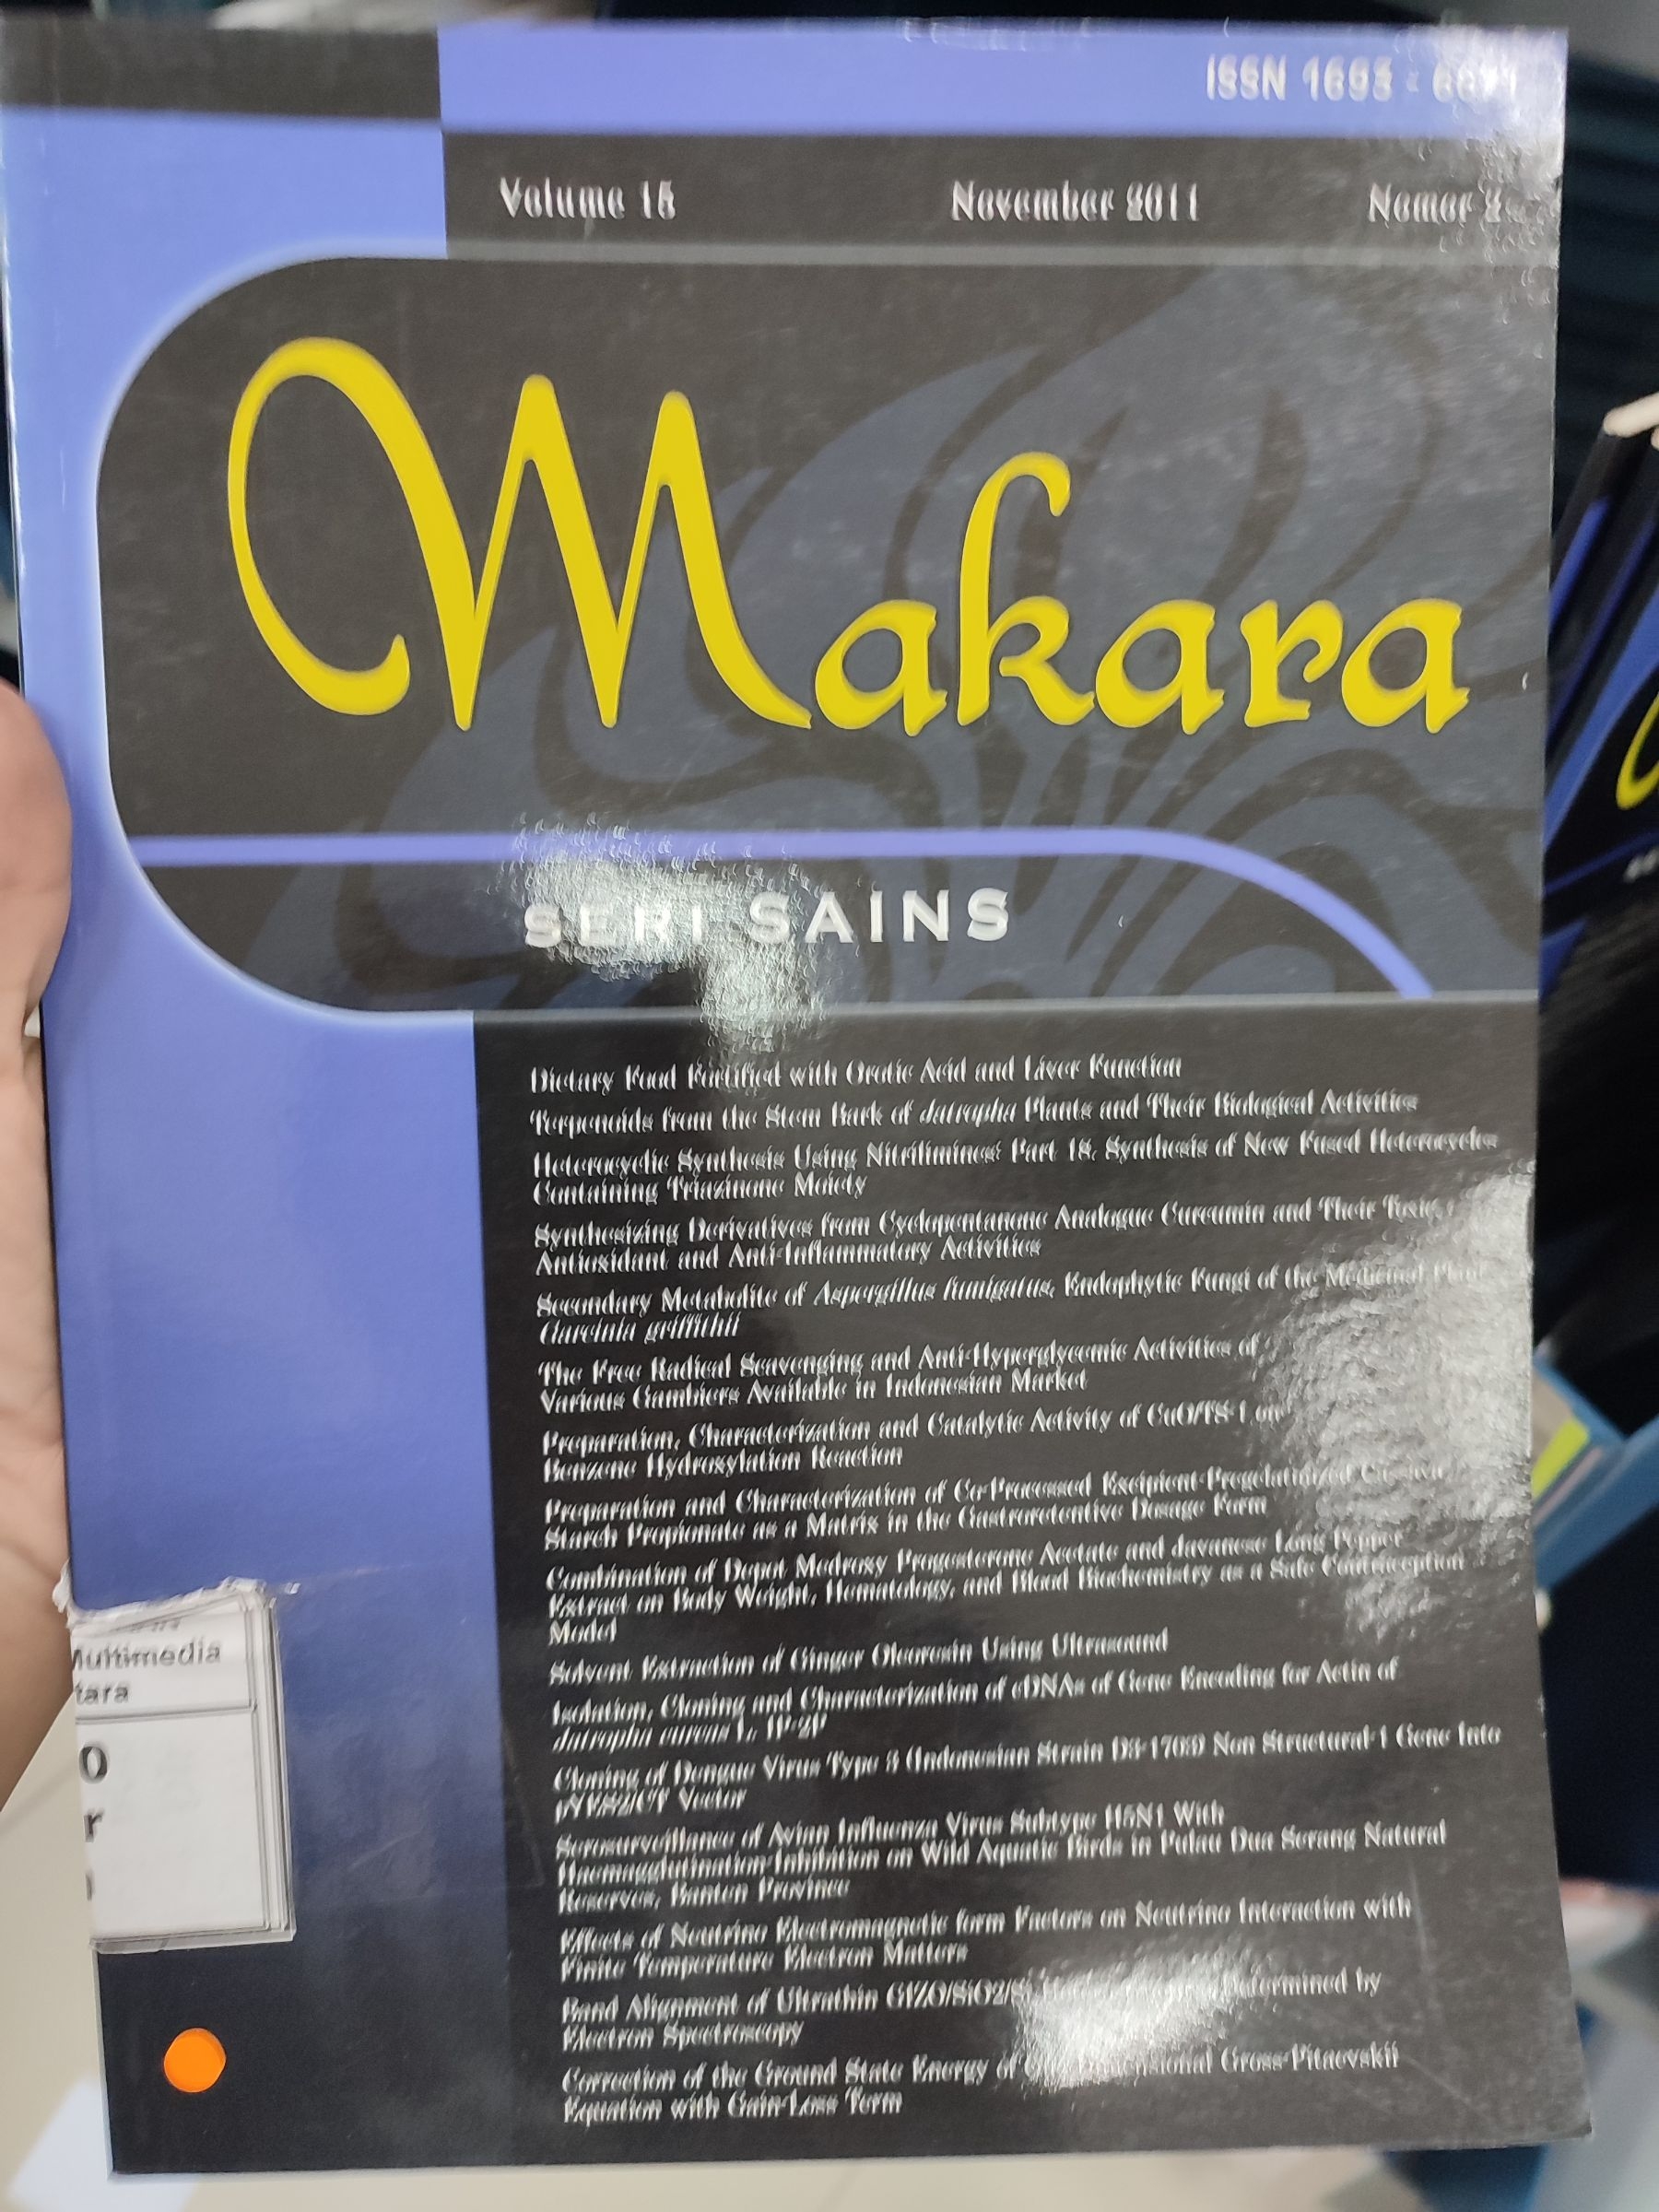 ISSN 1693 -
Volume 15 November 2011 Nomor 2
Makara
SERI SAINS
Dietary Food Fortified with Orotic Acid and Liver Function
Terpenoids from the Stem Bark of Jatropha Plants and Their Biological Activities
Heterocyclic Synthesis Using Nitrilimines: Part 18. Synthesis of New Fused Heterocycles
Containing Triazinone Moiety
Synthesizing Derivatives from Cyclopentanone Analogue Curcumin and Their Toxic,
Antioxidant and Anti-Inflammatory Activities
Secondary Metabolite of Aspergillus fumigatus, Endophytic Fungi of the Medicinal Plant
Garcinia griffithii
The Free Radical Scavenging and Anti-Hyperglycemic Activities of
Various Gambiers Available in Indonesian Market
Preparation, Characterization and Catalytic Activity of CuO/TS-1 on
Benzene Hydroxylation Reaction
Preparation and Characterization of Co-Processed Excipient-Pregelatinized Cassava
Starch Propionate as a Matrix in the Gastroretentive Dosage Form
Combination of Depot Medroxy Progesterone Acetate and Javanese Long Pepper
Extract on Body Weight, Hematology, and Blood Biochemistry as a Safe Contraception
Model
Solvent Extraction of Ginger Oleoresin Using Ultrasound
Isolation, Cloning and Characterization of cDNAs of Gene Encoding for Actin of
Jatropha curcas L. IP-2P
Cloning of Dengue Virus Type 3 (Indonesian Strain D3-1703) Non Structural-1 Gene Into
pYES2/CT Vector
Serosurveillance of Avian Influenza Virus Subtype H5N1 With
Haemagglutination-Inhibition on Wild Aquatic Birds in Pulau Dua Serang Natural
Reserves, Banten Province
Effects of Neutrino Electromagnetic form Factors on Neutrino Interaction with
Finite Temperature Electron Matters
Band Alignment of Ultrathin GIZO/SiO2/Si Determined by
Electron Spectroscopy
Correction of the Ground State Energy of Gross-Pitaevskii
Equation with Gain-Loss Term
Multimedia
tara
O
r